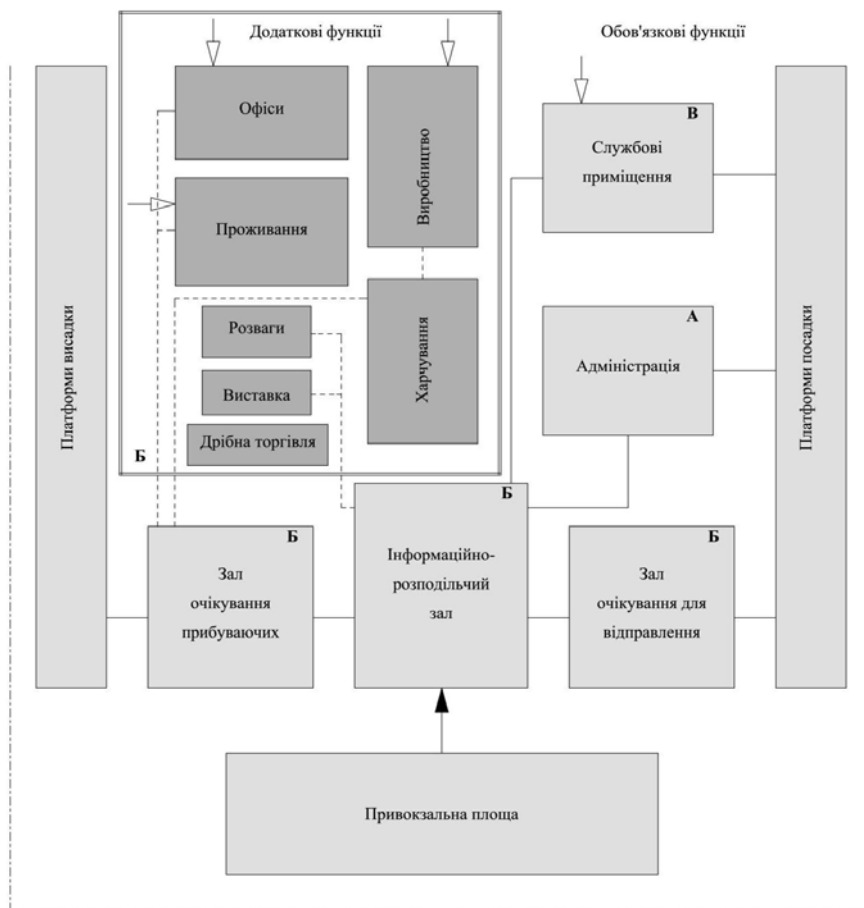 Додаткові функції
Обов'язкові функції
Платформи висадки
Офіси
Проживання
Виробництво
Розваги
Виставка
Дрібна торгівля
Харчування
Б
В
Службові
приміщення
А
Адміністрація
Платформи посадки
Б
Зал
очікування
прибуваючих
Б
Інформаційно-
розподільчий
зал
Б
Зал
очікування для
відправлення
Привокзальна площа